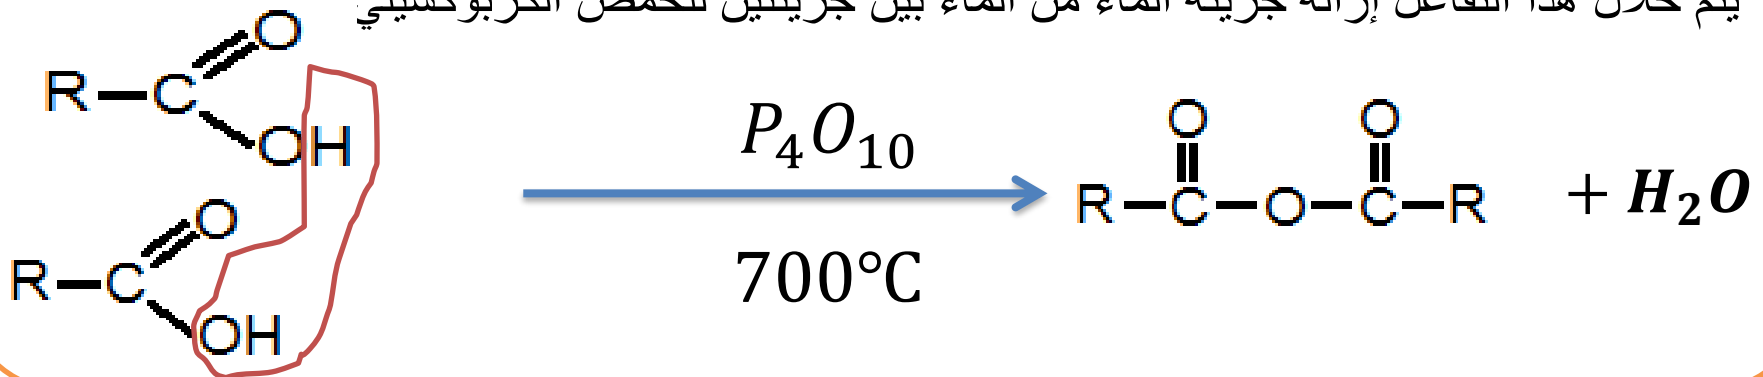 يتم خلال هذا التفاعل إزالة جزيئة الماء من الماء بين جزيئتين للحمض الكربوكسيلي
R—C
O
OH
R—C
O
OH
P₄O₁₀
700°C
O O
R—C—O—C—R + H₂O